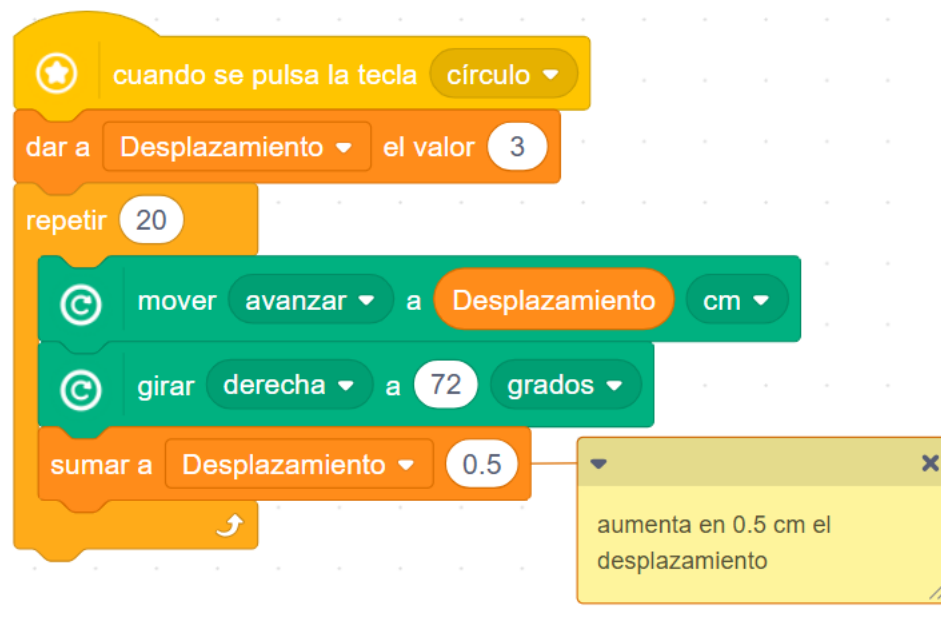 cuando se pulsa la tecla círculo
dar a Desplazamiento el valor 3
repetir 20
mover avanzar a Desplazamiento cm
girar derecha a 72 grados
sumar a Desplazamiento 0.5
aumenta en 0.5 cm el
desplazamiento